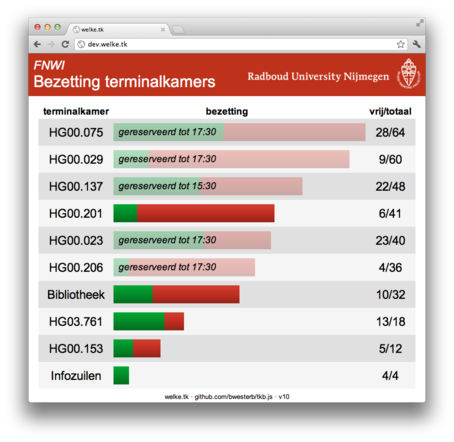 welke.tk
dev.welke.tk
FNWI
Bezetting terminalkamers
Radboud University Nijmegen
terminalkamer bezetting vrij/totaal
HG00.075 gereserveerd tot 17:30 28/64
HG00.029 gereserveerd tot 17:30 9/60
HG00.137 gereserveerd tot 15:30 22/48
HG00.201 6/41
HG00.023 gereserveerd tot 17:30 23/40
HG00.206 gereserveerd tot 17:30 4/36
Bibliotheek 10/32
HG03.761 13/18
HG00.153 5/12
Infozuilen 4/4
welke.tk · github.com/bwesterb/tkb.js · v10